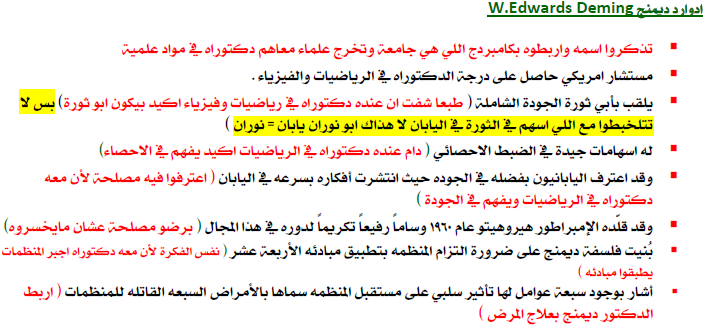 ادوارد ديمنج W.Edwards Deming
تذكروا اسمه واربطوه بكامبردج اللي هي جامعة وتخرج علماء معاهم دكتوراه في مواد علمية
مستشار امريكي حاصل على درجة الدكتوراه في الرياضيات والفيزياء .
يلقب بأبي ثورة الجودة الشاملة ( طبعا شفت ان عنده دكتوراه في رياضيات وفيزياء اكيد بيكون ابو ثورة) بس لا
تتلخبطوا مع اللي اسهم في الثورة في اليابان لا هذاك ابو نوران يابان = نوران )
له اسهامات جيدة في الضبط الاحصائي ( دام عنده دكتوراه في الرياضيات اكيد يفهم في الاحصاء)
وقد اعترف اليابانيون بفضله في الجوده حيث انتشرت أفكاره بسرعه في اليابان ( اعترفوا فيه مصلحة لأن معه
دكتوراه في الرياضيات ويفهم في الجودة )
وقد قلّده الإمبراطور هيروهيتو عام ١٩٦٠ وساماً رفيعاً تكريماً لدوره في هذا المجال ( برضو مصلحة عشان مايخسروه)
بُنيت فلسفة ديمنج على ضرورة التزام المنظمه بتطبيق مبادئه الأربعة عشر ( نفس الفكرة لأن معه دكتوراه اجبر المنظمات
يطبقوا مبادئه )
أشار بوجود سبعة عوامل لها تأثير سلبي على مستقبل المنظمه سماها بالأمراض السبعه القاتله للمنظمات ( اربط
الدكتور ديمنج بعلاج المرض )